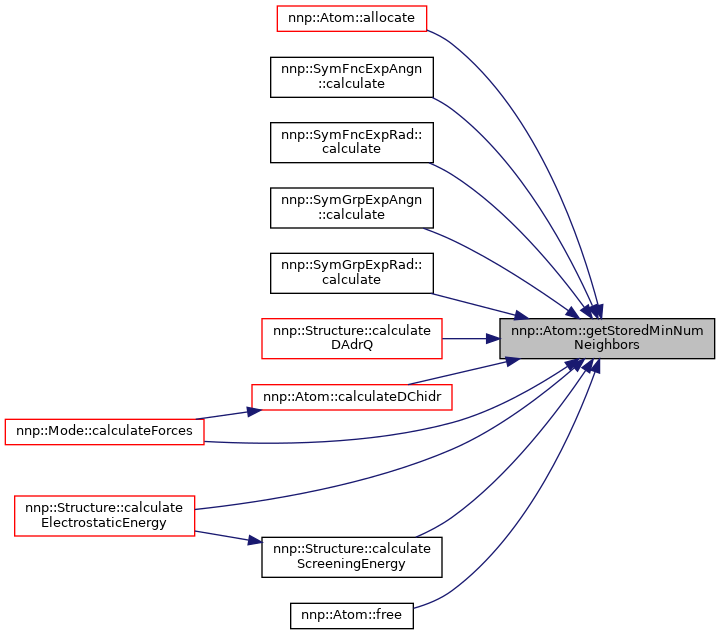 nnp::Atom::allocate
nnp::SymFncExpAngn
::calculate
nnp::SymFncExpRad::
calculate
nnp::SymGrpExpAngn
::calculate
nnp::SymGrpExpRad::
calculate
nnp::Structure::calculate
DAdrQ
nnp::Atom::getStoredMinNum
Neighbors
nnp::Atom::calculateDChidr
nnp::Mode::calculateForces
nnp::Structure::calculate
ElectrostaticEnergy
nnp::Structure::calculate
ScreeningEnergy
nnp::Atom::free